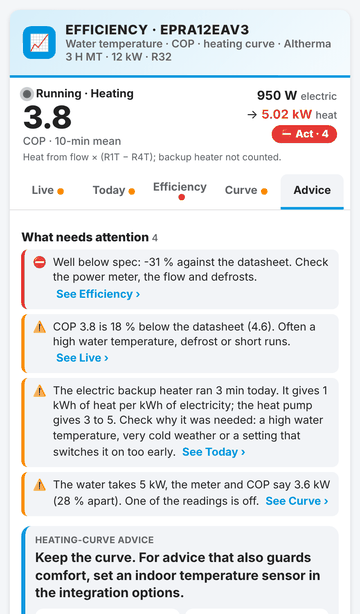 EFFICIENCY · EPRA12EAV3
Water temperature · COP · heating curve · Altherma
3 H MT · 12 kW · R32
Running · Heating
3.8
COP · 10-min mean
950 W electric
→ 5.02 kW heat
⛔ Act · 4
Heat from flow × (R1T − R4T); backup heater not counted.
Live
Today
Efficiency
Curve
Advice
What needs attention 4
⛔ Well below spec: -31 % against the datasheet. Check
the power meter, the flow and defrosts.
See Efficiency ›
⚠️ COP 3.8 is 18 % below the datasheet (4.6). Often a
high water temperature, defrost or short runs.
See Live ›
⚠️ The electric backup heater ran 3 min today. It gives 1
kWh of heat per kWh of electricity; the heat pump
gives 3 to 5. Check why it was needed: a high water
temperature, very cold weather or a setting that
switches it on too early. See Today ›
⚠️ The water takes 5 kW, the meter and COP say 3.6 kW
(28 % apart). One of the readings is off. See Curve ›
HEATING-CURVE ADVICE
Keep the curve. For advice that also guards
comfort, set an indoor temperature sensor in
the integration options.